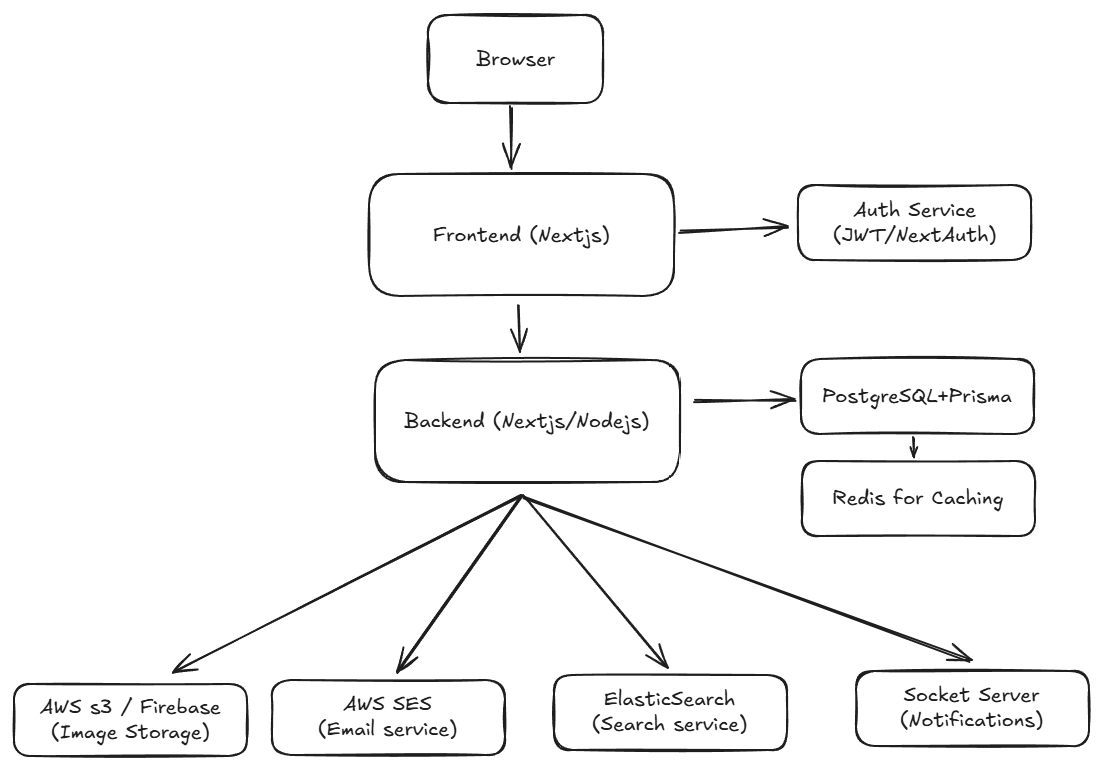 Browser
Frontend (Nextjs)
Auth Service
(JWT/NextAuth)
Backend (Nextjs/Nodejs)
PostgreSQL+Prisma
Redis for Caching
AWS s3 / Firebase
(Image Storage)
AWS SES
(Email service)
ElasticSearch
(Search service)
Socket Server
(Notifications)